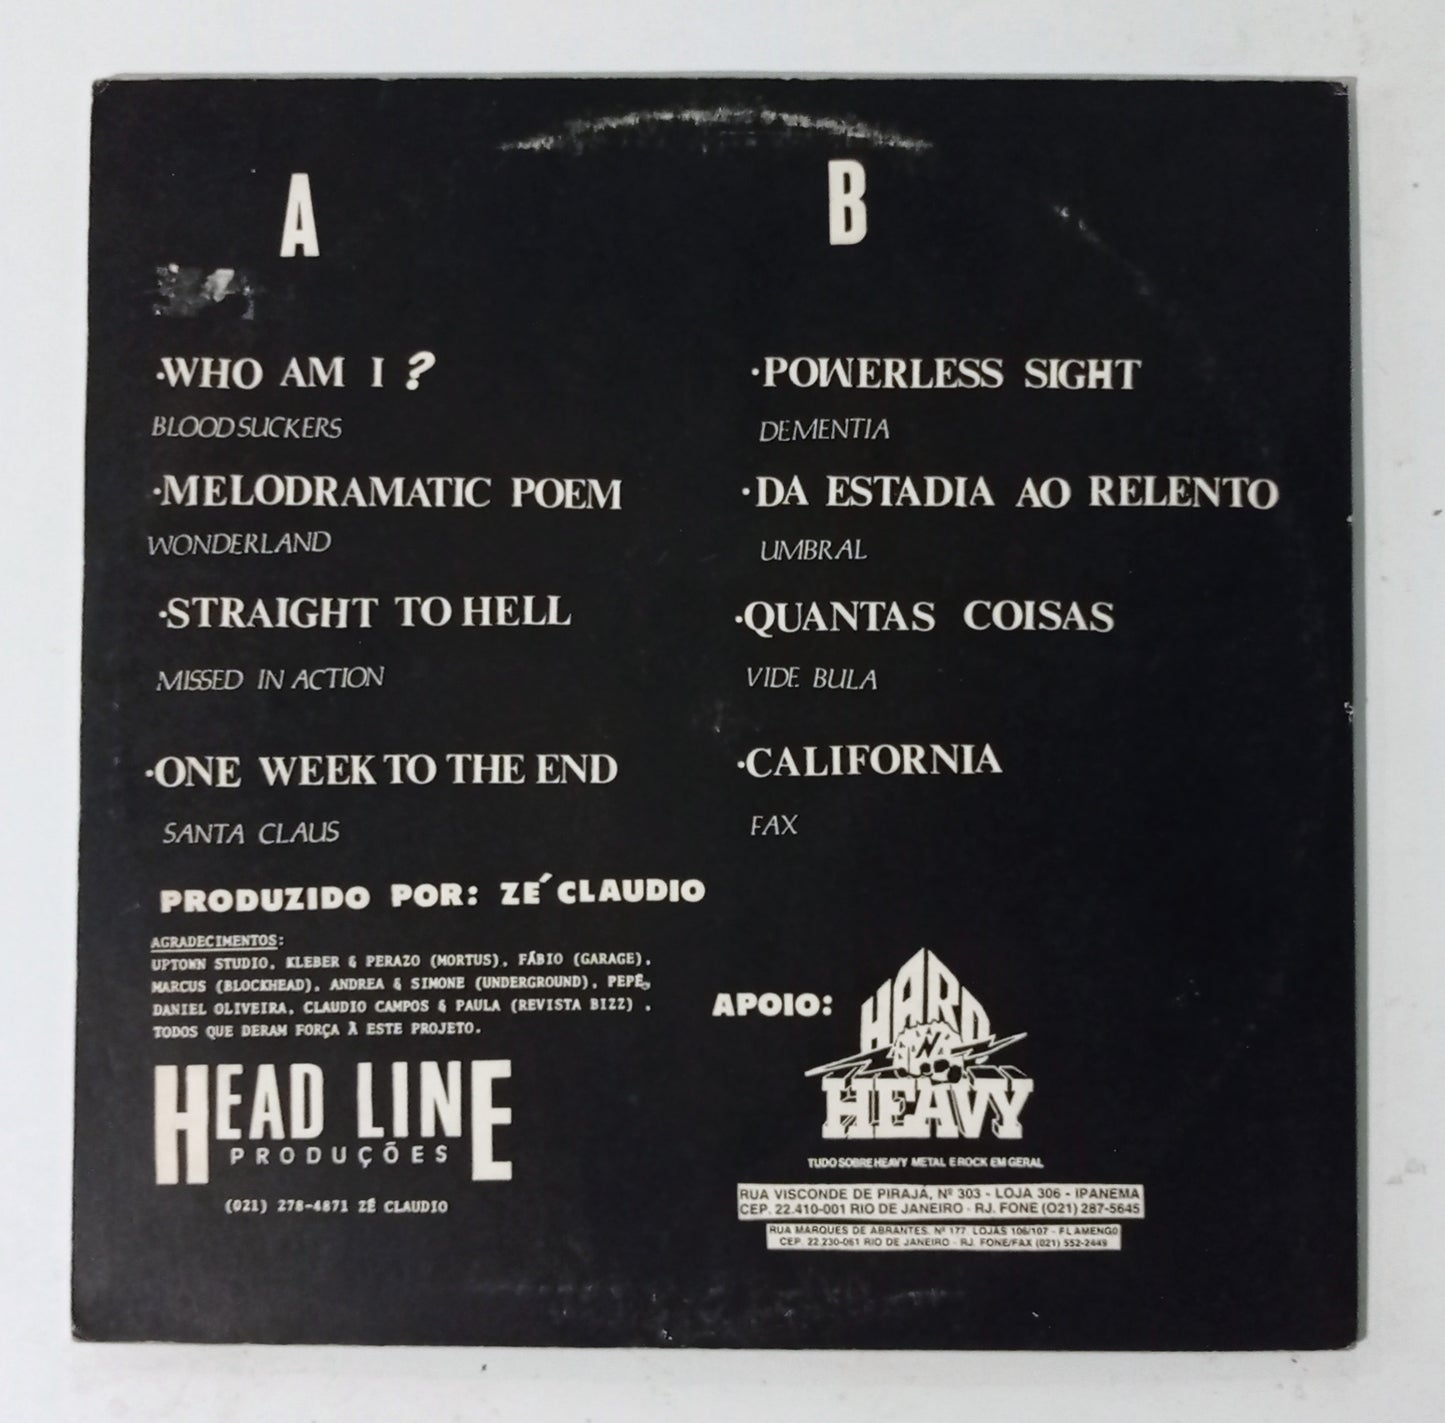 A
·WHO AM I ?
BLOODSUCKERS
·MELODRAMATIC POEM
WONDERLAND
·STRAIGHT TO HELL
MISSED IN ACTION
·ONE WEEK TO THE END
SANTA CLAUS
B
·POWERLESS SIGHT
DEMENTIA
·DA ESTADIA AO RELENTO
UMBRAL
·QUANTAS COISAS
VIDE BULA
·CALIFORNIA
FAX
PRODUZIDO POR: ZÉ CLAUDIO
AGRADECIMENTOS:
UPTOWN STUDIO, KLEBER & PERAZO (MORTUS), FÁBIO (GARAGE),
MARCUS (BLOCKHEAD), ANDREA & SIMONE (UNDERGROUND), PEPÊ,
DANIEL OLIVEIRA, CLAUDIO CAMPOS & PAULA (REVISTA BIZZ) ,
TODOS QUE DERAM FORÇA À ESTE PROJETO.
HEAD LINE
PRODUÇÕES
(021) 278-4871 ZÉ CLAUDIO
APOIO:
HARD
N'
HEAVY
TUDO SOBRE HEAVY METAL E ROCK EM GERAL
RUA VISCONDE DE PIRAJÁ, Nº 303 - LOJA 306 - IPANEMA
CEP. 22.410-001 RIO DE JANEIRO - RJ. FONE (021) 287-5645
RUA MARQUES DE ABRANTES, Nº 177, LOJAS 106/107 - FLAMENGO
CEP. 22.230-061 RIO DE JANEIRO - RJ. FONE/FAX (021) 552-2449